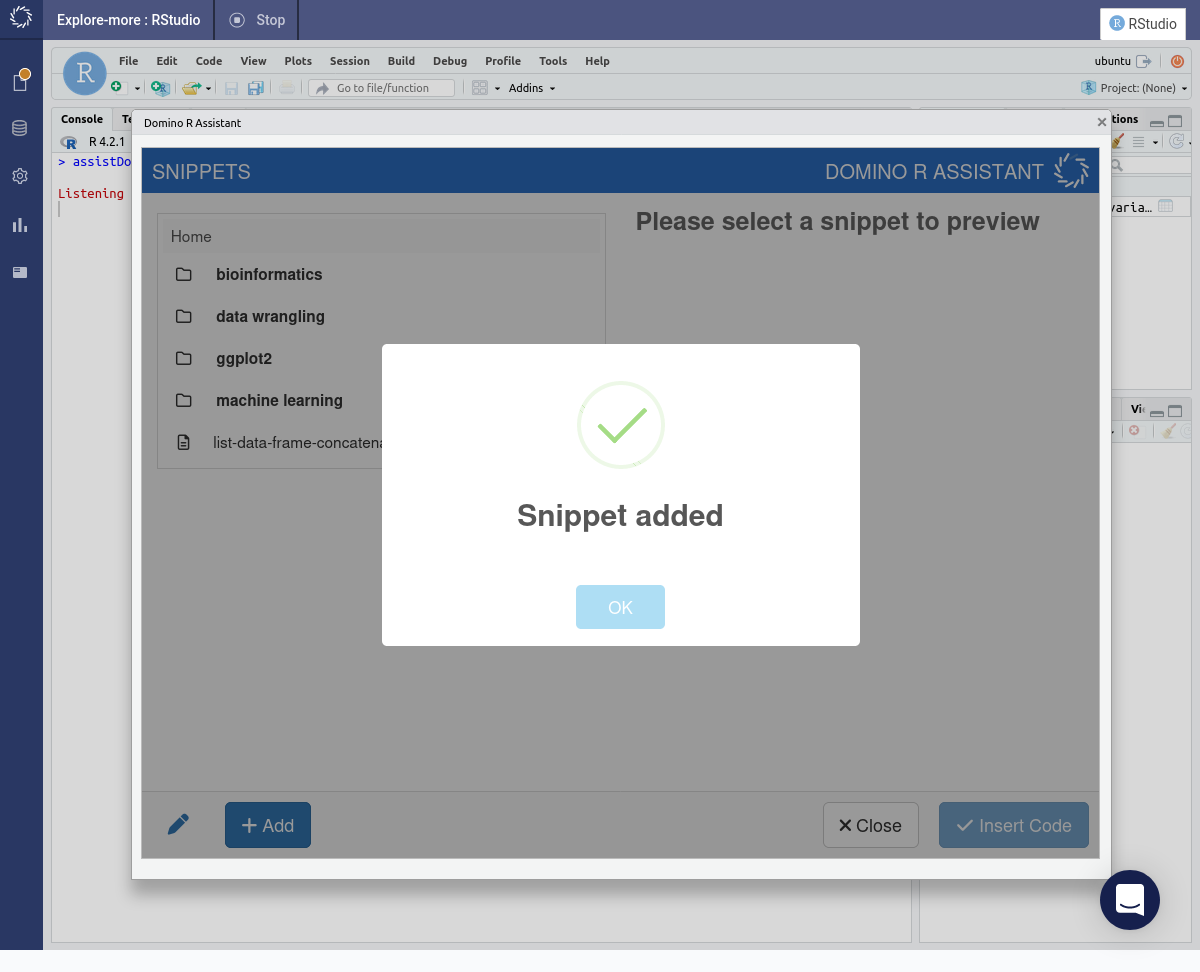 Explore-more : RStudio
Stop
R RStudio
R
File Edit Code View Plots Session Build Debug Profile Tools Help
ubuntu
Go to file/function
Addins
Project: (None)
Console
Domino R Assistant
R 4.2.1
> assistDo
Listening
SNIPPETS
DOMINO R ASSISTANT
Home
Please select a snippet to preview
bioinformatics
data wrangling
ggplot2
machine learning
list-data-frame-concatena
Snippet added
OK
+ Add
Close
Insert Code
tions
varia…